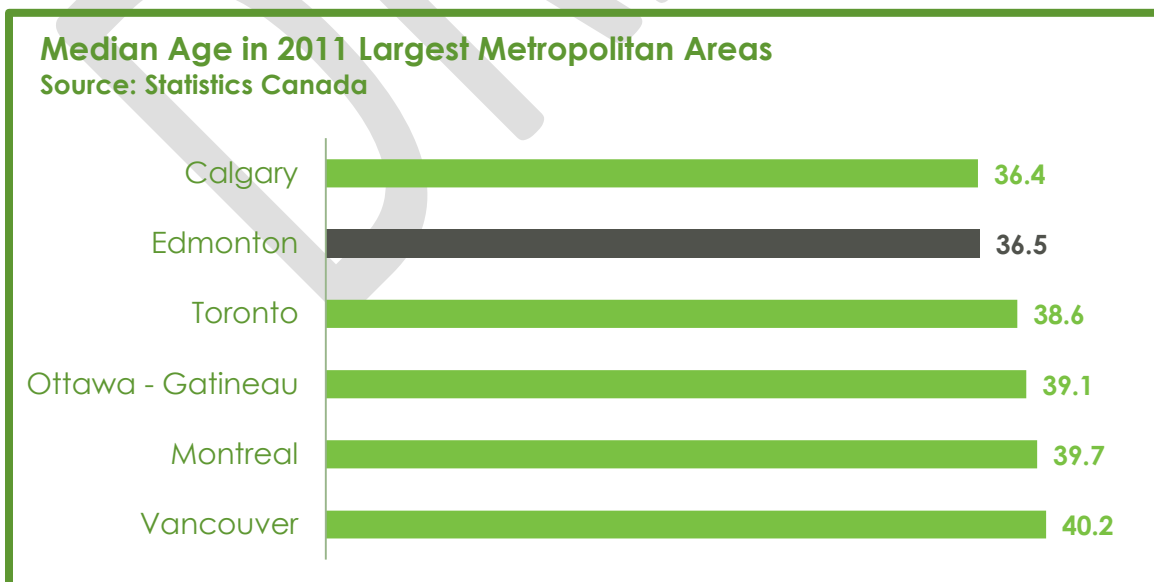 Median Age in 2011 Largest Metropolitan Areas
Source: Statistics Canada
Calgary 36.4
Edmonton 36.5
Toronto 38.6
Ottawa - Gatineau 39.1
Montreal 39.7
Vancouver 40.2